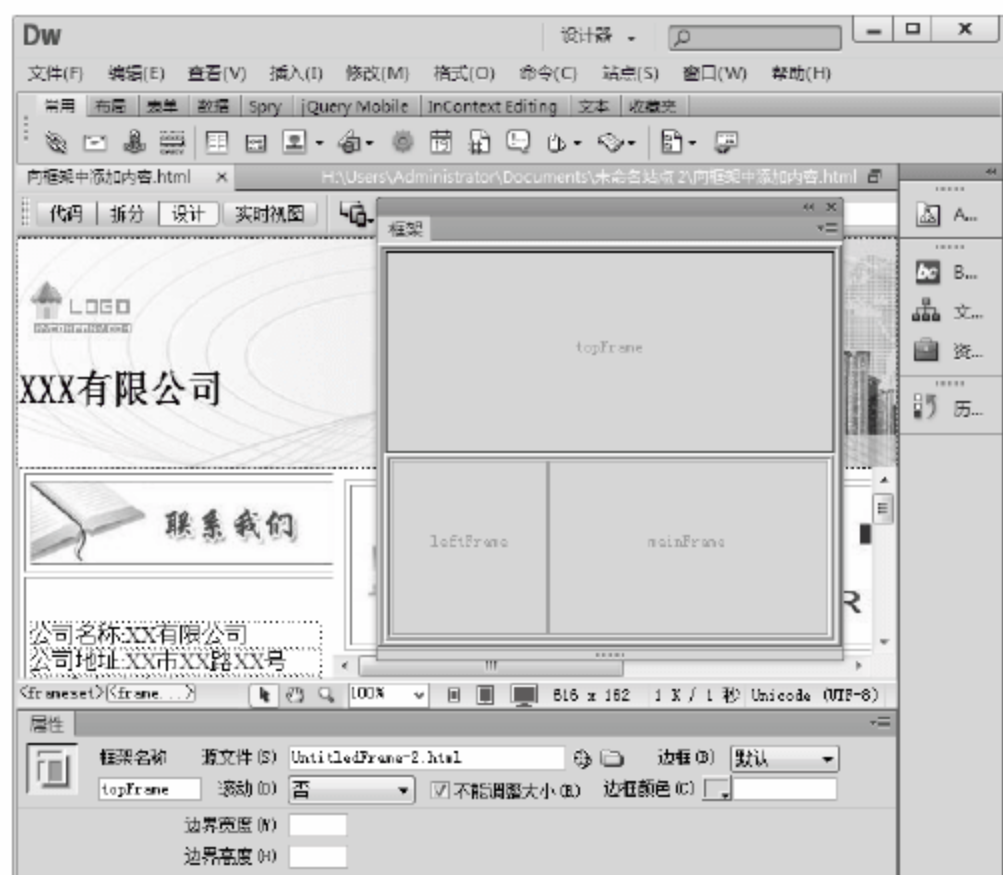 Dw 设计器
文件(F) 编辑(E) 查看(V) 插入(I) 修改(M) 格式(O) 命令(C) 站点(S) 窗口(W) 帮助(H)
常用 布局 表单 数据 Spry jQuery Mobile InContext Editing 文本 收藏夹
向框架中添加内容.html × H:\Users\Administrator\Documents\未命名站点 2\向框架中添加内容.html
代码 拆分 设计 实时视图
框架
A...
B...
文...
资...
历...
topFrame
LOGO
XXX有限公司
联系我们
leftFrame mainFrame
R
公司名称:XX有限公司
公司地址:XX市XX路XX号
<frameset><frame...> 100% 616 x 162 1 K / 1 秒 Unicode (UTF-8)
属性
框架名称 源文件(S) UntitledFrame-2.html 边框(B) 默认
topFrame 滚动(O) 否 不能调整大小(R) 边框颜色(C)
边界宽度(W)
边界高度(H)